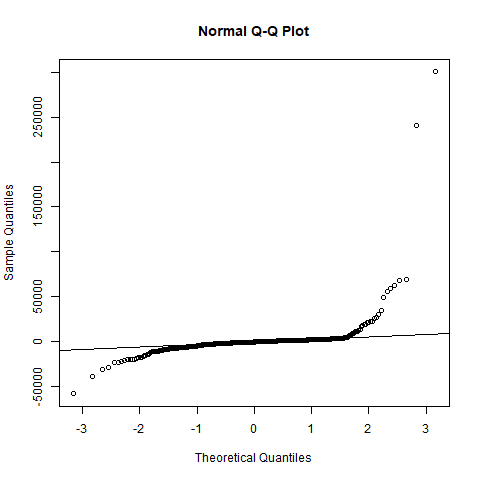 Normal Q-Q Plot
Sample Quantiles
250000
150000
50000
0
-50000
-3 -2 -1 0 1 2 3
Theoretical Quantiles